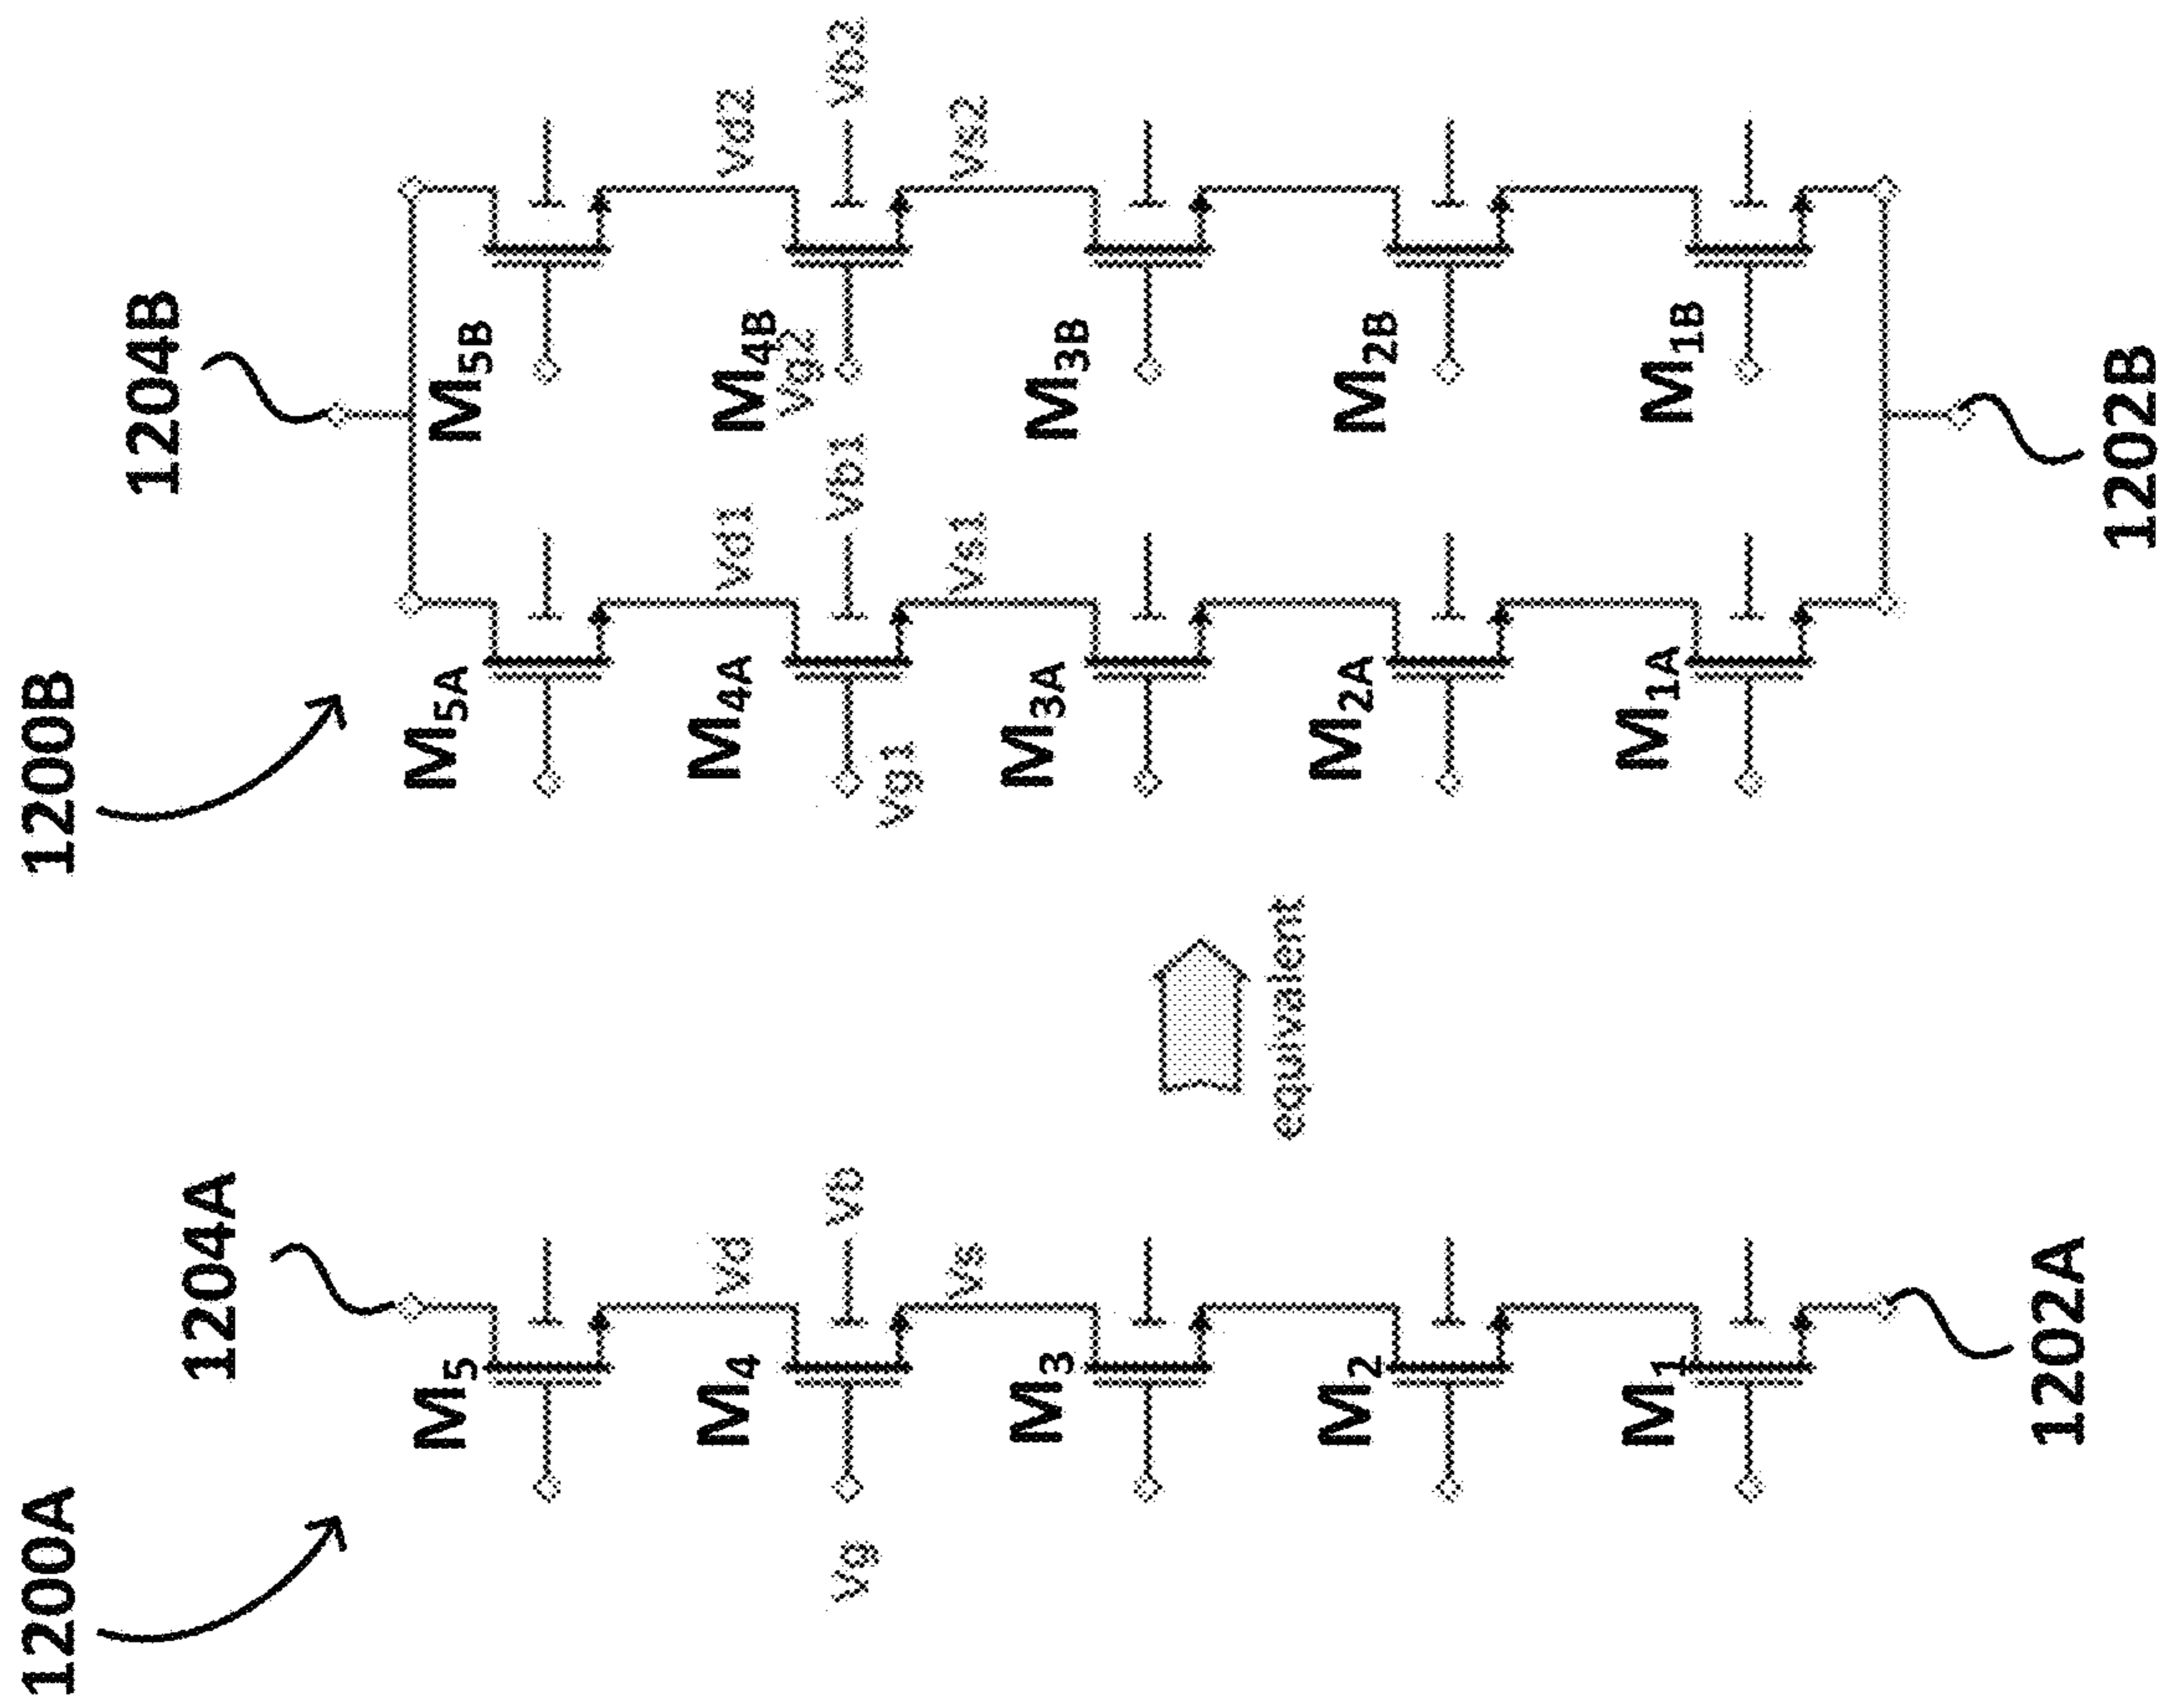 1200A
1204A
M5
M4
M3
M2
M1
Vg
Vd
Vb
Vs
1202A
equivalent
1200B
1204B
M5A
M4A
M3A
M2A
M1A
Vg1
Vd1
Vb1
Vs1
M5B
M4B
M3B
M2B
M1B
Vg2
Vd2
Vb2
Vs2
1202B